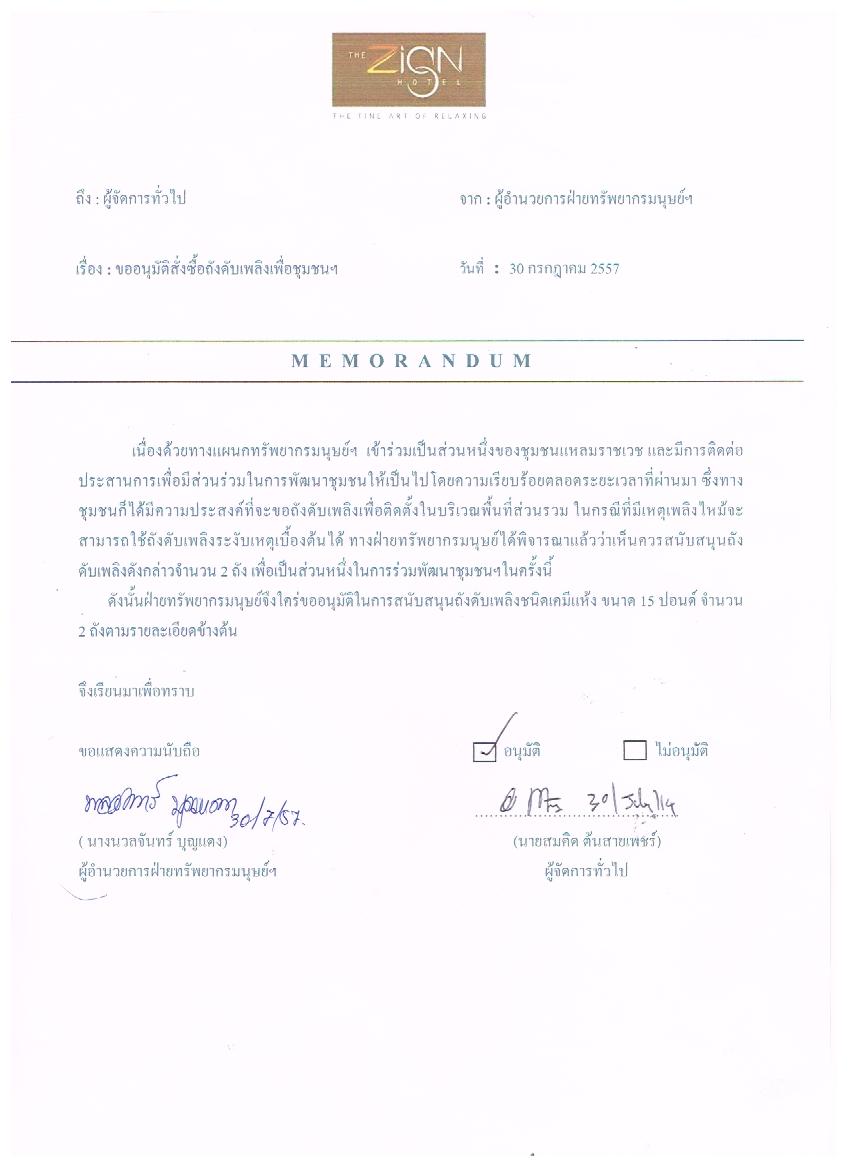 THE ZIGN
HOTEL
THE FINE ART OF RELAXING
ถึง : ผู้จัดการทั่วไป
จาก : ผู้อำนวยการฝ่ายทรัพยากรมนุษย์ฯ
เรื่อง : ขออนุมัติสั่งซื้อถังดับเพลิงเพื่อชุมชนฯ
วันที่ : 30 กรกฎาคม 2557
MEMORANDUM
เนื่องด้วยทางแผนกทรัพยากรมนุษย์ฯ เข้าร่วมเป็นส่วนหนึ่งของชุมชนแหลมราชเวช และมีการติดต่อ
ประสานการเพื่อมีส่วนร่วมในการพัฒนาชุมชนให้เป็นไปโดยความเรียบร้อยตลอดระยะเวลาที่ผ่านมา ซึ่งทาง
ชุมชนก็ได้มีความประสงค์ที่จะขอถังดับเพลิงเพื่อติดตั้งในบริเวณพื้นที่ส่วนรวม ในกรณีที่มีเหตุเพลิงไหม้จะ
สามารถใช้ถังดับเพลิงระงับเหตุเบื้องต้นได้ ทางฝ่ายทรัพยากรมนุษย์ได้พิจารณาแล้วว่าเห็นควรสนับสนุนถัง
ดับเพลิงดังกล่าวจำนวน 2 ถัง เพื่อเป็นส่วนหนึ่งในการร่วมพัฒนาชุมชนฯในครั้งนี้
ดังนั้นฝ่ายทรัพยากรมนุษย์จึงใคร่ขออนุมัติในการสนับสนุนถังดับเพลิงชนิดเคมีแห้ง ขนาด 15 ปอนด์ จำนวน
2 ถังตามรายละเอียดข้างต้น
จึงเรียนมาเพื่อทราบ
ขอแสดงความนับถือ
อนุมัติ
ไม่อนุมัติ
30/7/57.
30/July/14
( นางนวลจันทร์ บุญแดง)
(นายสมคิด ต้นสายเพชร์)
ผู้อำนวยการฝ่ายทรัพยากรมนุษย์ฯ
ผู้จัดการทั่วไป